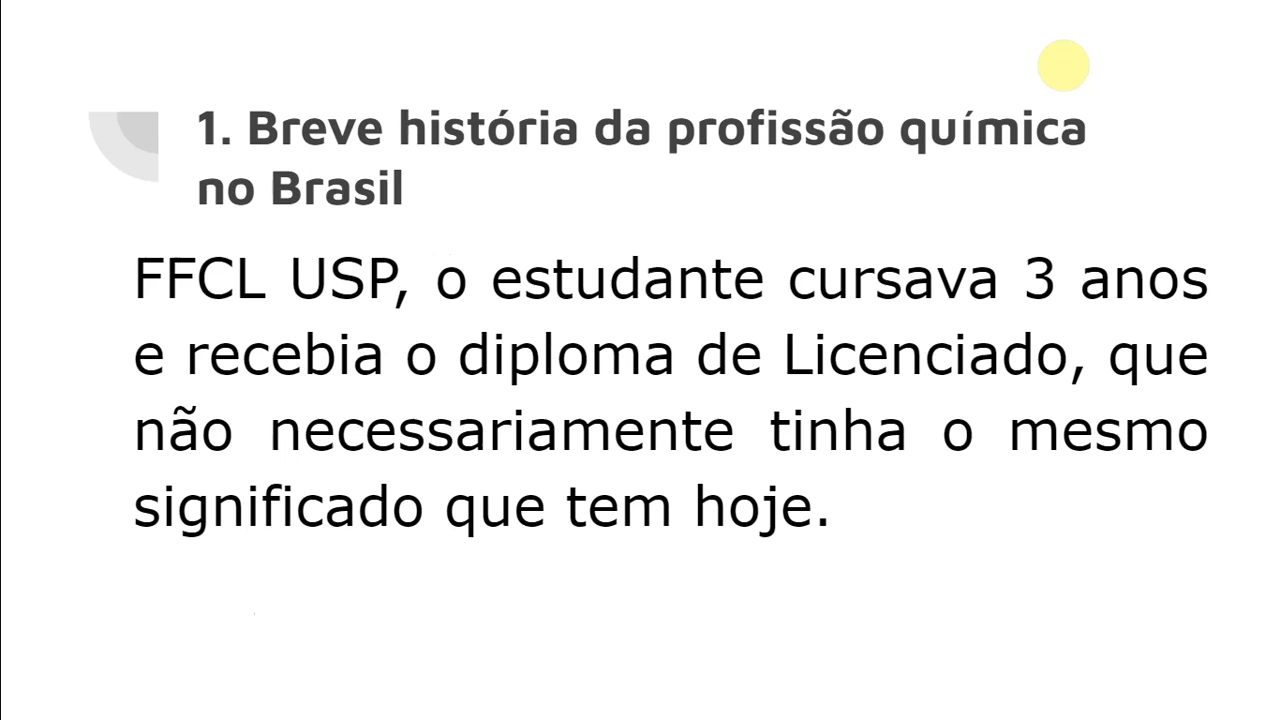 1. Breve história da profissão química
no Brasil
FFCL USP, o estudante cursava 3 anos
e recebia o diploma de Licenciado, que
não necessariamente tinha o mesmo
significado que tem hoje.